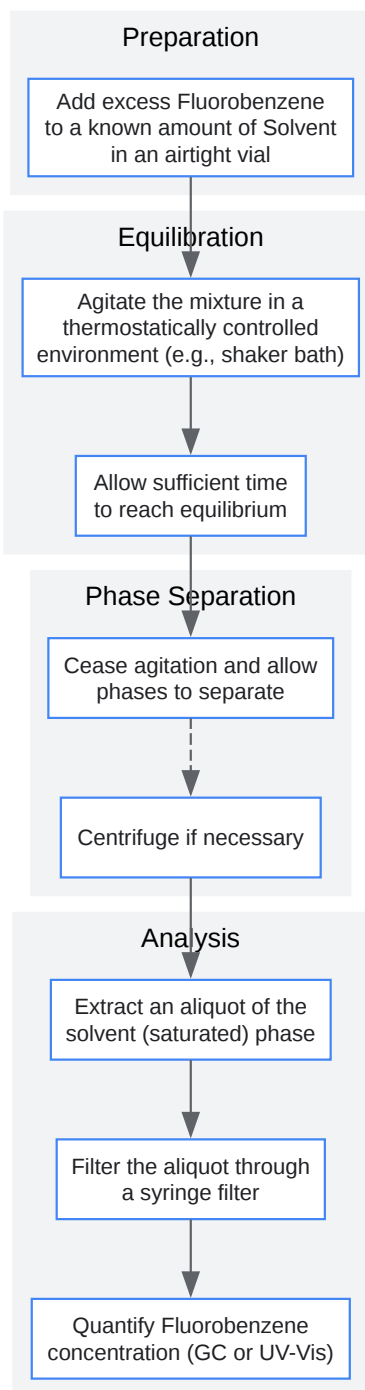 Preparation
Add excess Fluorobenzene
to a known amount of Solvent
in an airtight vial
Equilibration
Agitate the mixture in a
thermostatically controlled
environment (e.g., shaker bath)
Allow sufficient time
to reach equilibrium
Phase Separation
Cease agitation and allow
phases to separate
Centrifuge if necessary
Analysis
Extract an aliquot of the
solvent (saturated) phase
Filter the aliquot through
a syringe filter
Quantify Fluorobenzene
concentration (GC or UV-Vis)